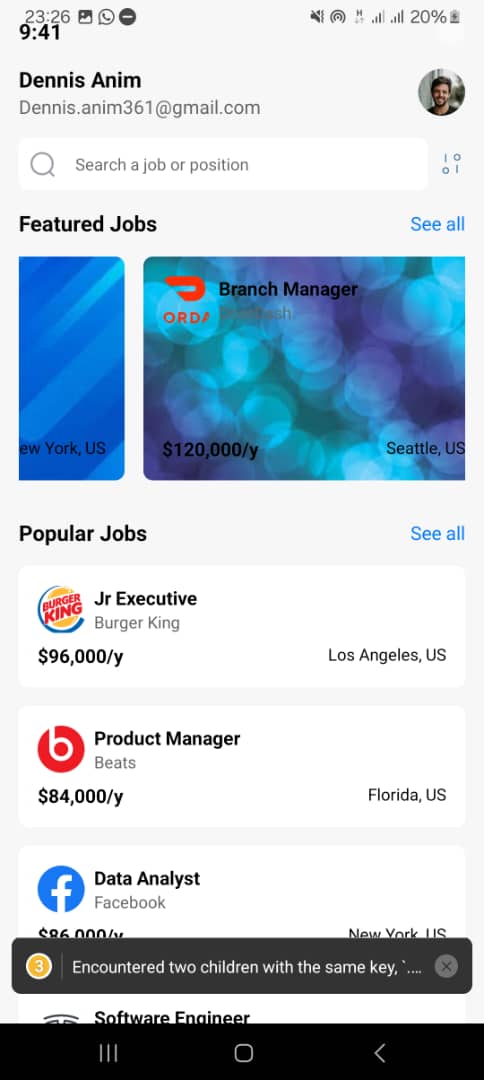 23:26 20%
9:41
Dennis Anim
Dennis.anim361@gmail.com
Search a job or position
Featured Jobs See all
Branch Manager
ORDA
ew York, US
$120,000/y Seattle, US
Popular Jobs See all
BURGER KING
Jr Executive
Burger King
$96,000/y Los Angeles, US
Product Manager
Beats
$84,000/y Florida, US
Data Analyst
Facebook
$86,000/y New York, US
3 Encountered two children with the same key, `....
Software Engineer